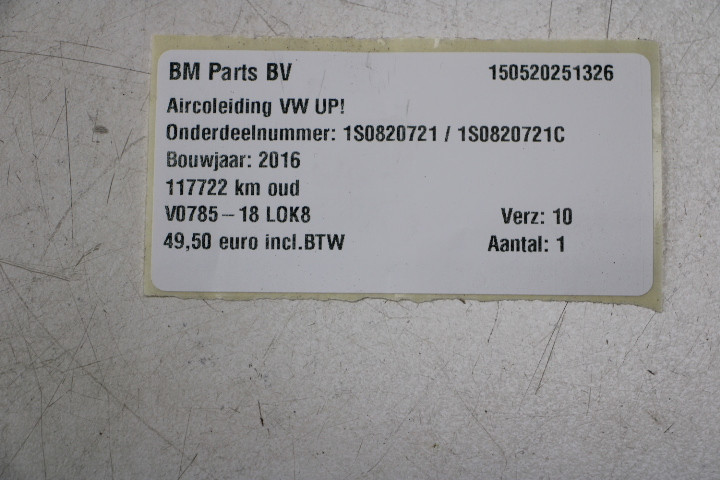 BM Parts BV 150520251326
Aircoleiding VW UP!
Onderdeelnummer: 1S0820721 / 1S0820721C
Bouwjaar: 2016
117722 km oud
V0785-18 LOK8 Verz: 10
49,50 euro incl.BTW Aantal: 1